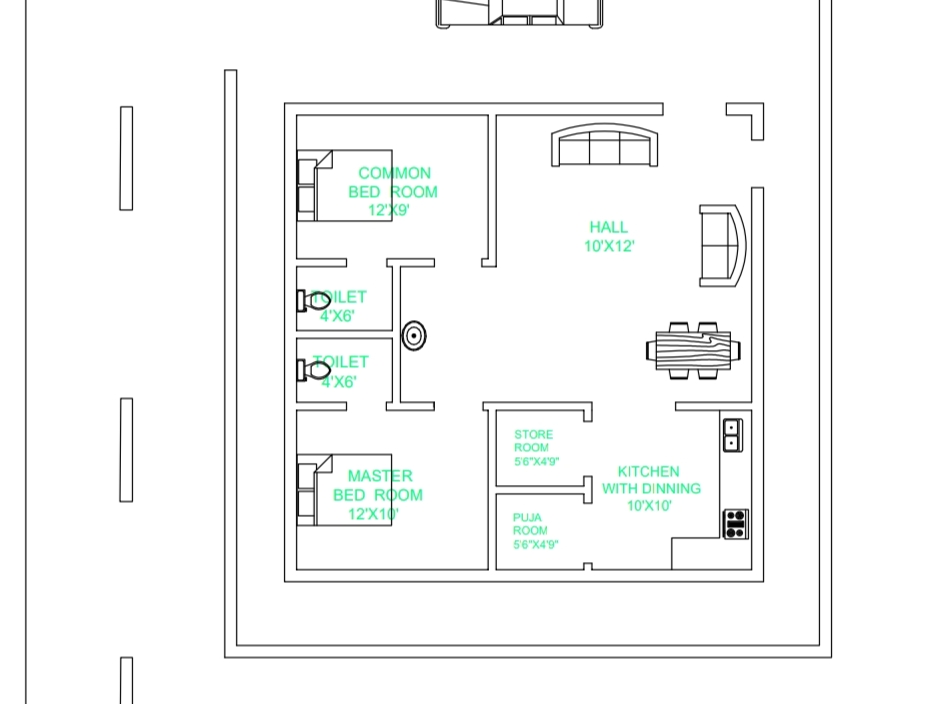 COMMON
BED ROOM
12'X9'
HALL
10'X12'
TOILET
4'X6'
TOILET
4'X6'
STORE
ROOM
5'6"X4'9"
KITCHEN
WITH DINNING
10'X10'
MASTER
BED ROOM
12'X10'
PUJA
ROOM
5'6"X4'9"